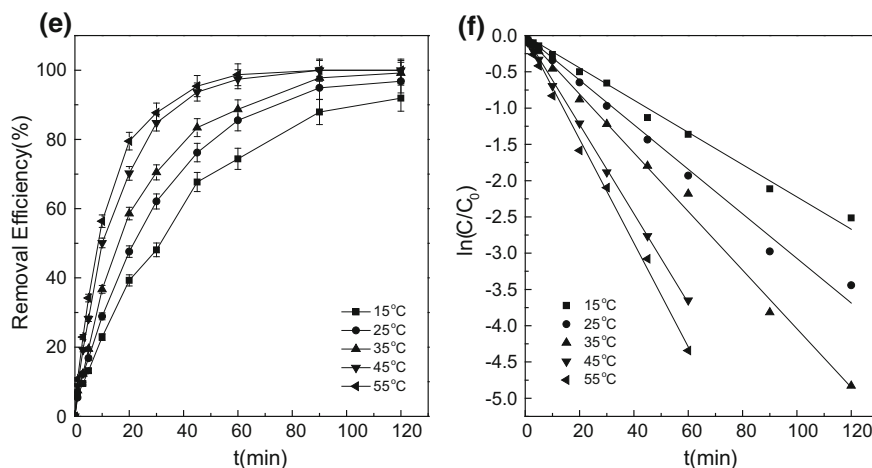 (e)
Removal Efficiency(%)
100
80
60
40
20
0
15°C
25°C
35°C
45°C
55°C
0 20 40 60 80 100 120
t(min)
(f)
ln(C/C₀)
0.0
-0.5
-1.0
-1.5
-2.0
-2.5
-3.0
-3.5
-4.0
-4.5
-5.0
15°C
25°C
35°C
45°C
55°C
0 20 40 60 80 100 120
t(min)